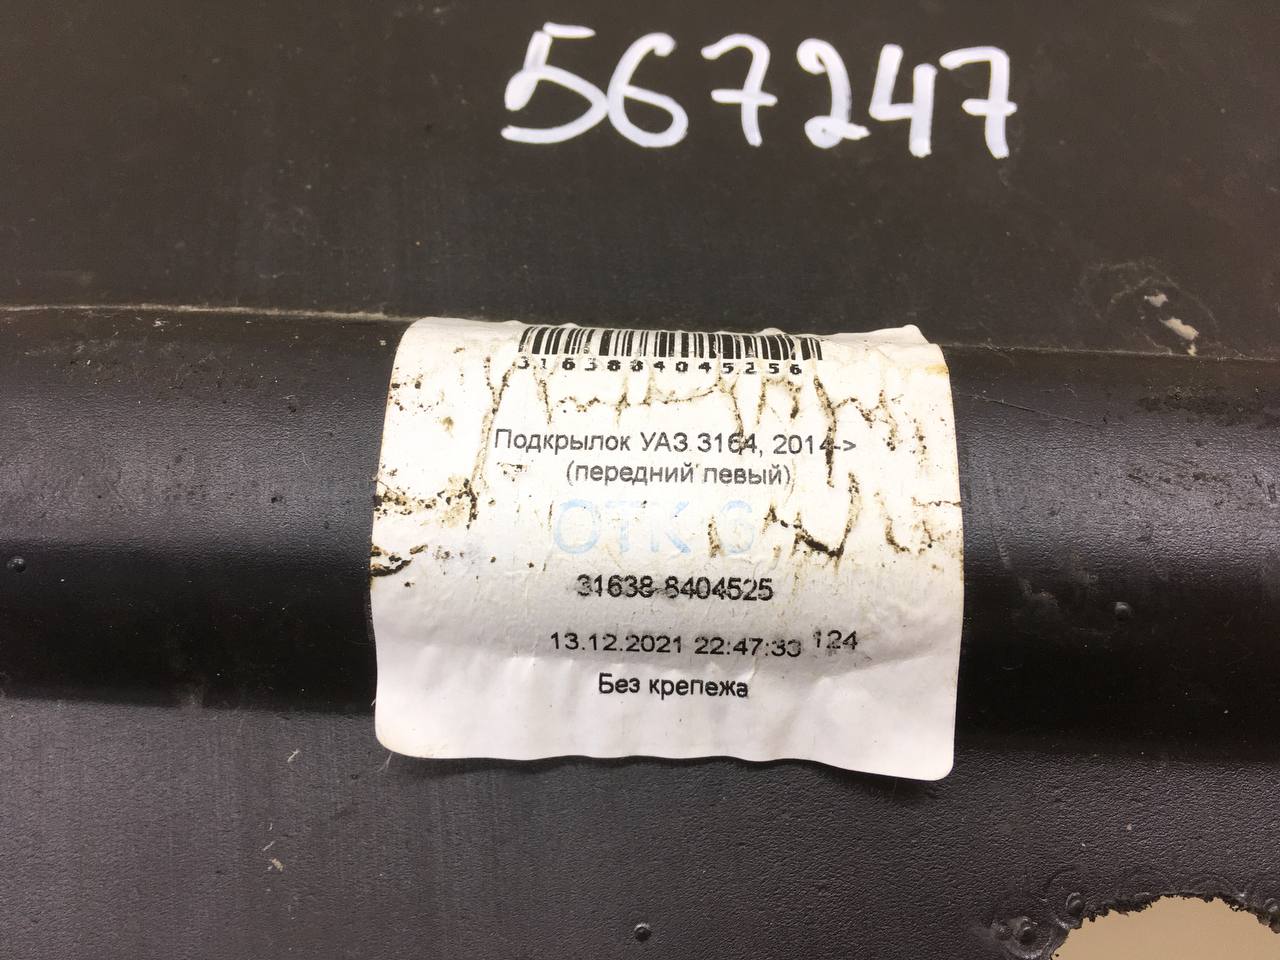 567247
3163884045256
Подкрылок УАЗ 3164, 2014->
(передний левый)
ОТК 3
31638-8404525
13.12.2021 22:47:33 124
Без крепежа